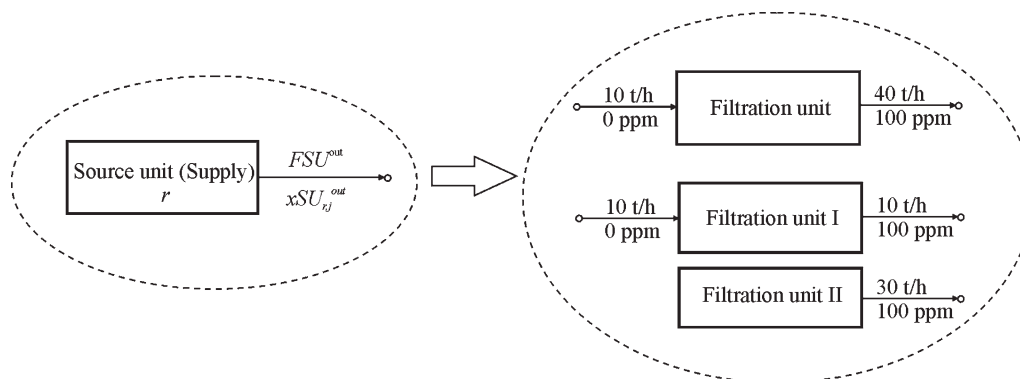 Source unit (Supply)
r
FSU^out
xSU_{r,j}^{out}
10 t/h
0 ppm
Filtration unit
40 t/h
100 ppm
10 t/h
0 ppm
Filtration unit I
10 t/h
100 ppm
Filtration unit II
30 t/h
100 ppm